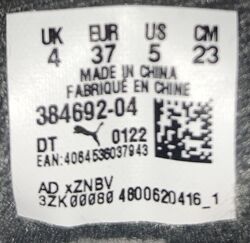 UK EUR US CM
4 37 5 23
MADE IN CHINA
FABRIQUÉ EN CHINE
384692-04
DT 0122
EAN:4064536037943
AD xZNBV
3ZK00080 4800620416_1